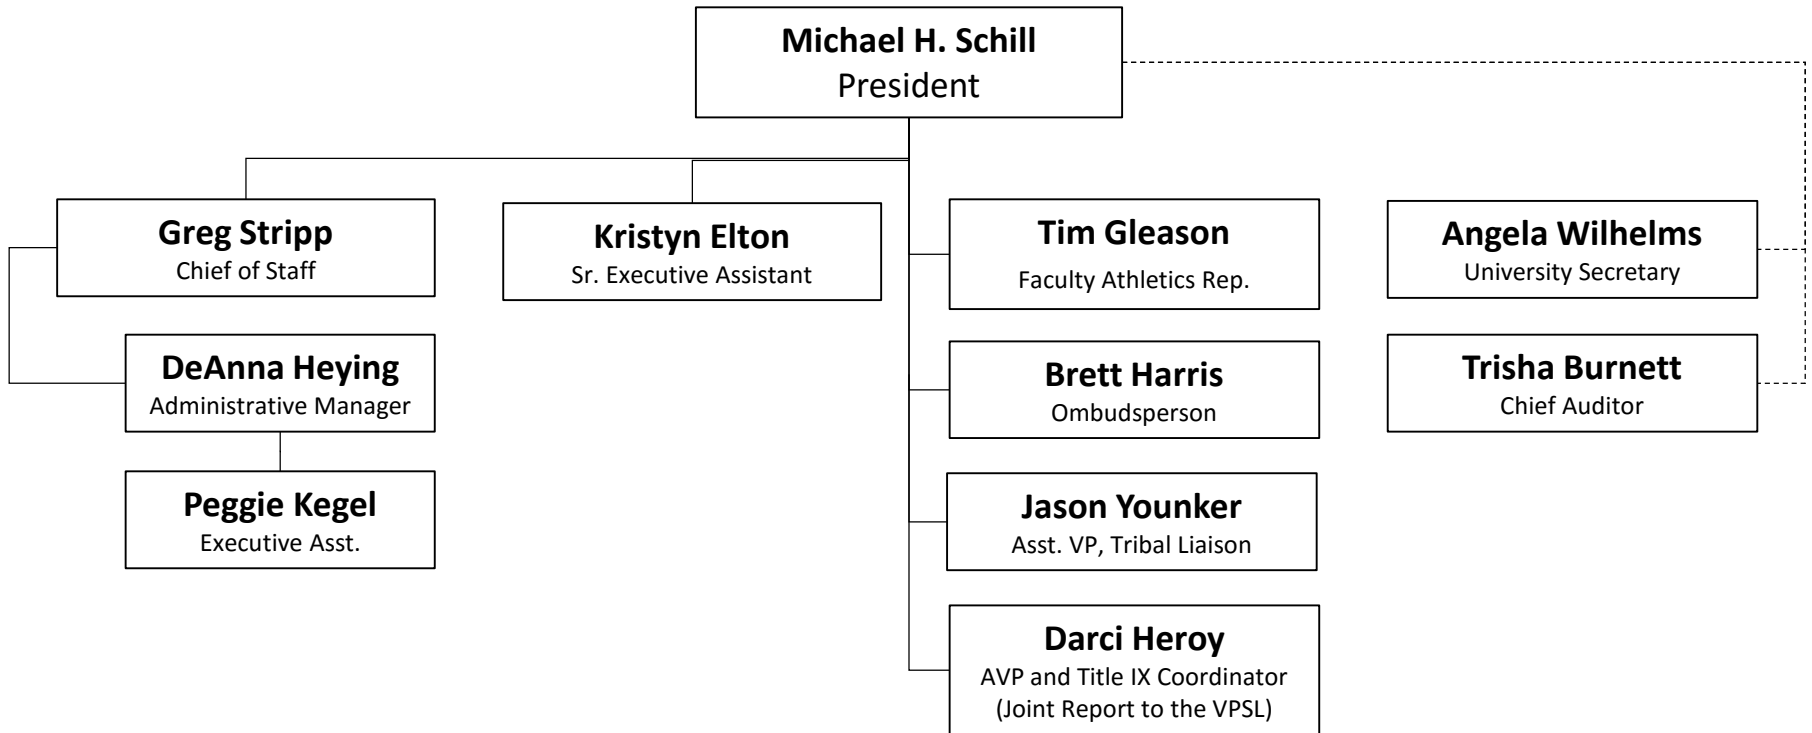 Michael H. Schill
President
Greg Stripp
Chief of Staff
Kristyn Elton
Sr. Executive Assistant
Tim Gleason
Faculty Athletics Rep.
Angela Wilhelms
University Secretary
DeAnna Heying
Administrative Manager
Brett Harris
Ombudsperson
Trisha Burnett
Chief Auditor
Peggie Kegel
Executive Asst.
Jason Younker
Asst. VP, Tribal Liaison
Darci Heroy
AVP and Title IX Coordinator
(Joint Report to the VPSL)